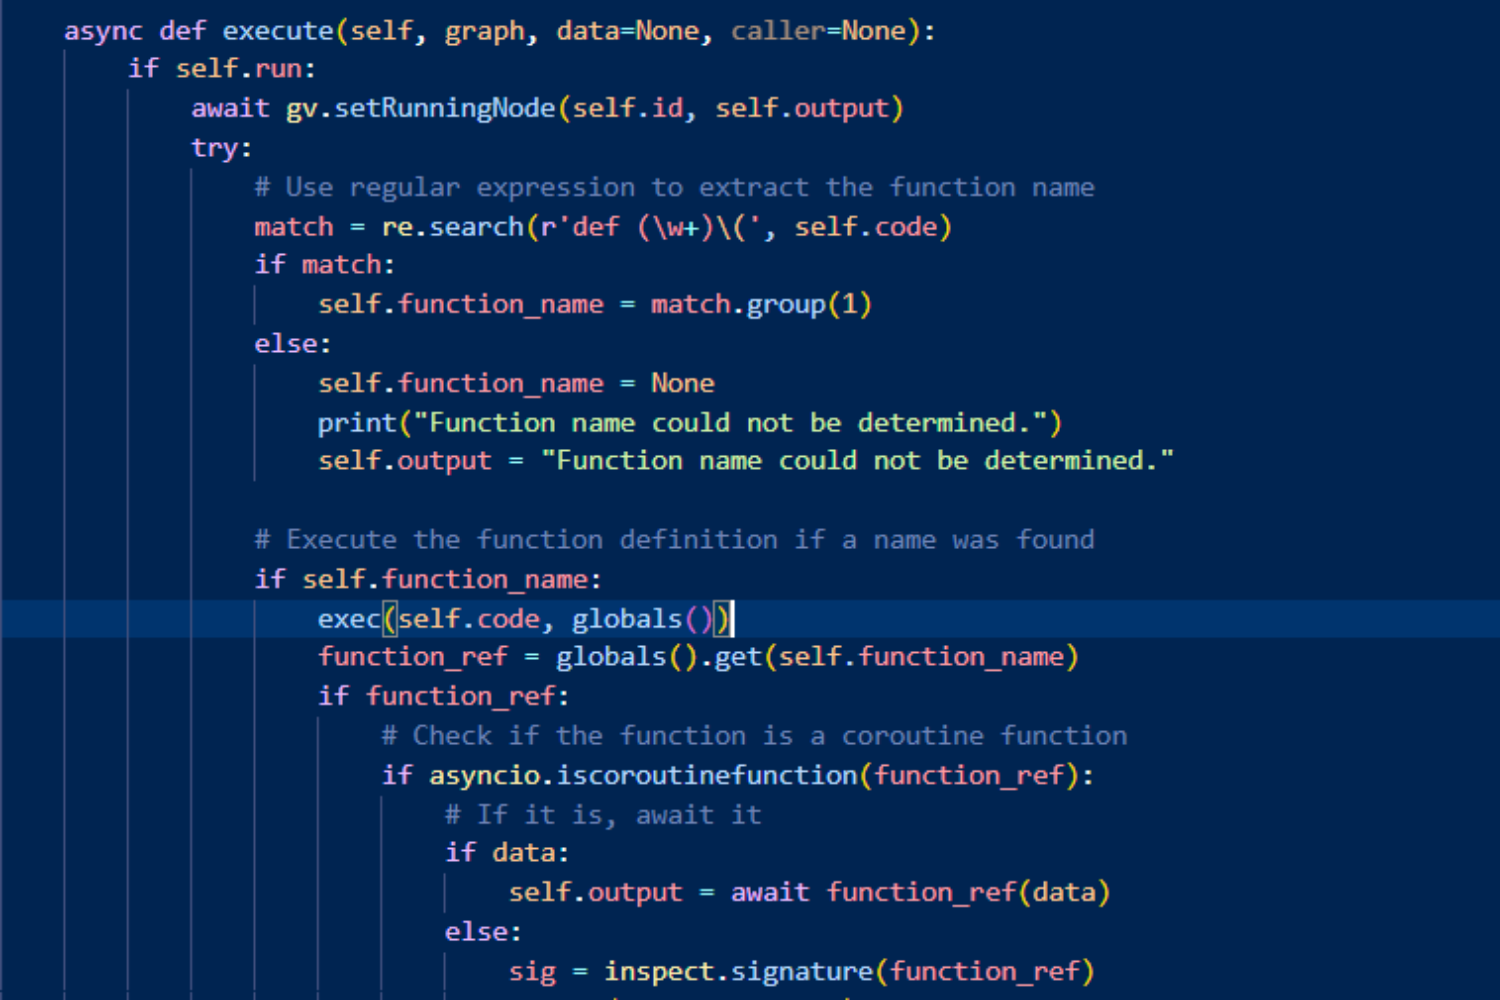 async def execute(self, graph, data=None, caller=None):
if self.run:
await gv.setRunningNode(self.id, self.output)
try:
# Use regular expression to extract the function name
match = re.search(r'def (\w+)\(', self.code)
if match:
self.function_name = match.group(1)
else:
self.function_name = None
print("Function name could not be determined.")
self.output = "Function name could not be determined."
# Execute the function definition if a name was found
if self.function_name:
exec(self.code, globals())
function_ref = globals().get(self.function_name)
if function_ref:
# Check if the function is a coroutine function
if asyncio.iscoroutinefunction(function_ref):
# If it is, await it
if data:
self.output = await function_ref(data)
else:
sig = inspect.signature(function_ref)